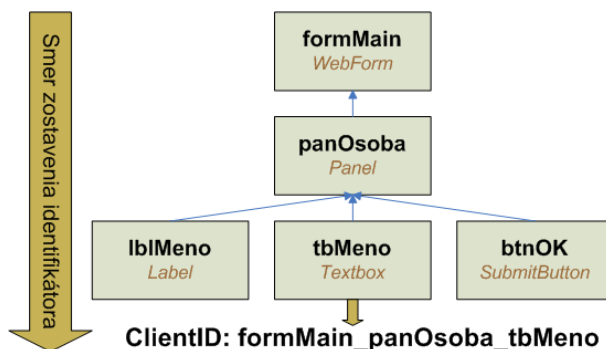 Smer zostavenia identifikátora
formMain
WebForm
panOsoba
Panel
lblMeno
Label
tbMeno
Textbox
btnOK
SubmitButton
ClientID: formMain_panOsoba_tbMeno